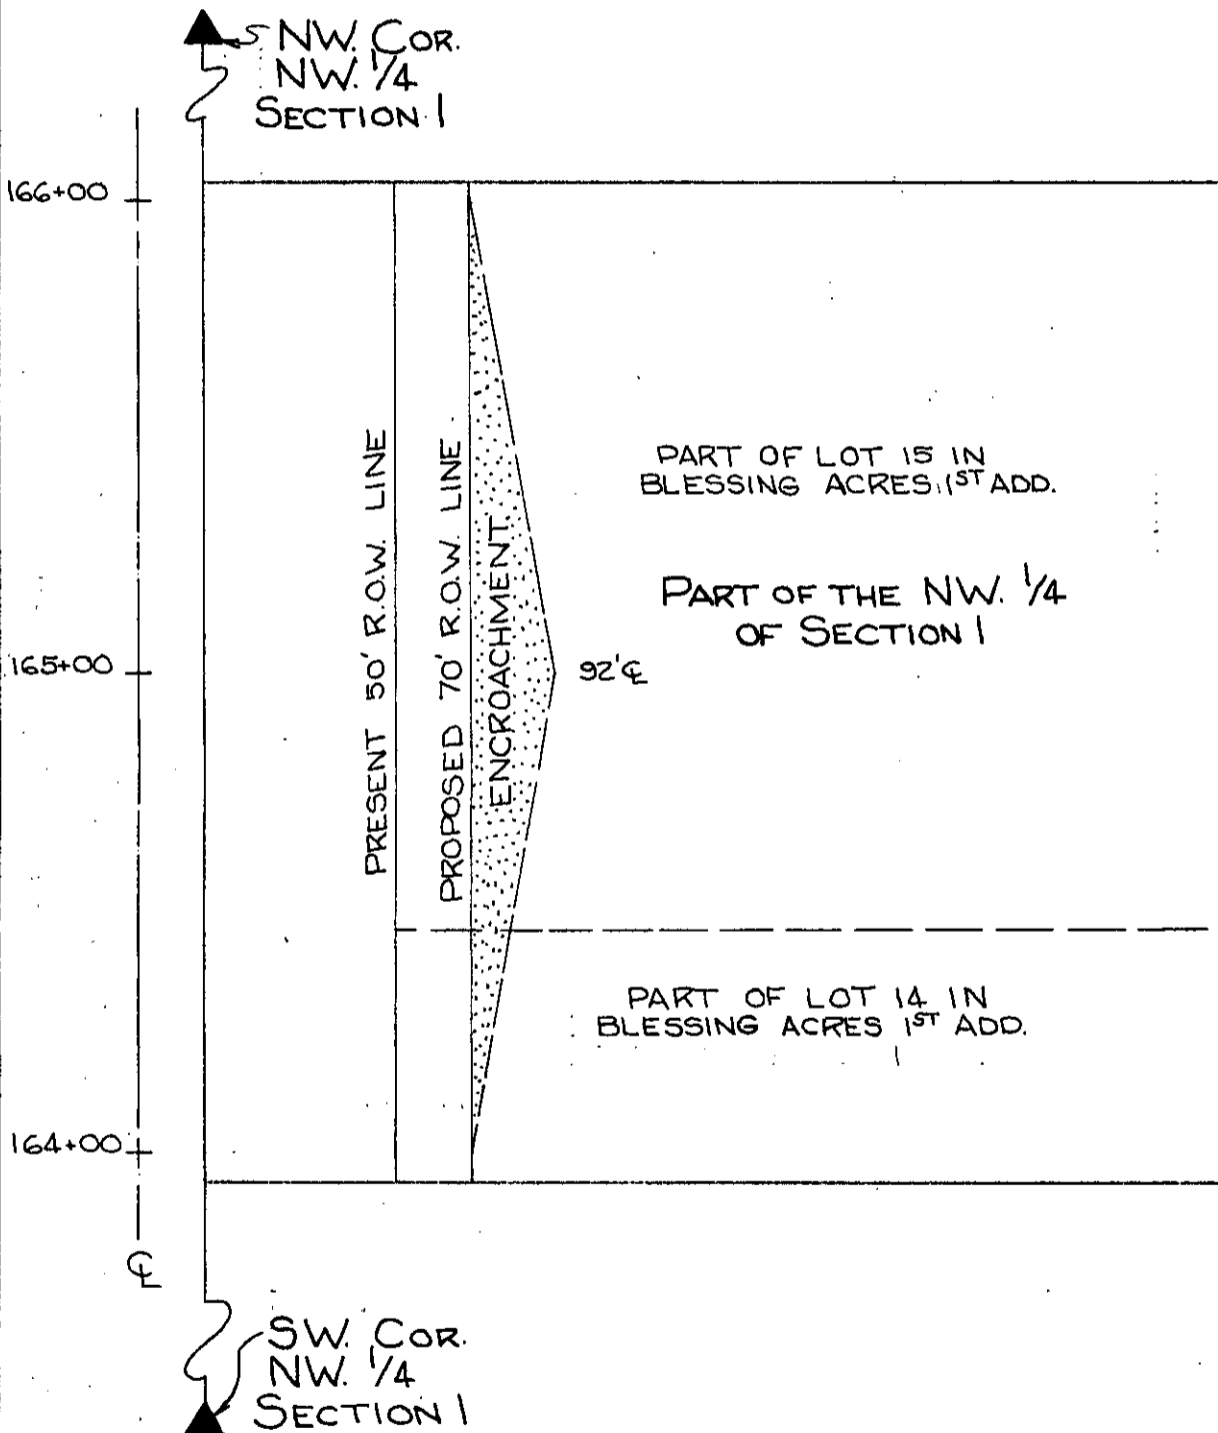 NW. COR.
NW. 1/4
SECTION 1
166+00
PRESENT 50' R.O.W. LINE
PROPOSED 70' R.O.W. LINE
ENCROACHMENT
PART OF LOT 15 IN
BLESSING ACRES 1ST ADD.
PART OF THE NW. 1/4
OF SECTION 1
165+00
92' ℄
PART OF LOT 14 IN
BLESSING ACRES 1ST ADD.
164+00
℄
SW. COR.
NW. 1/4
SECTION 1